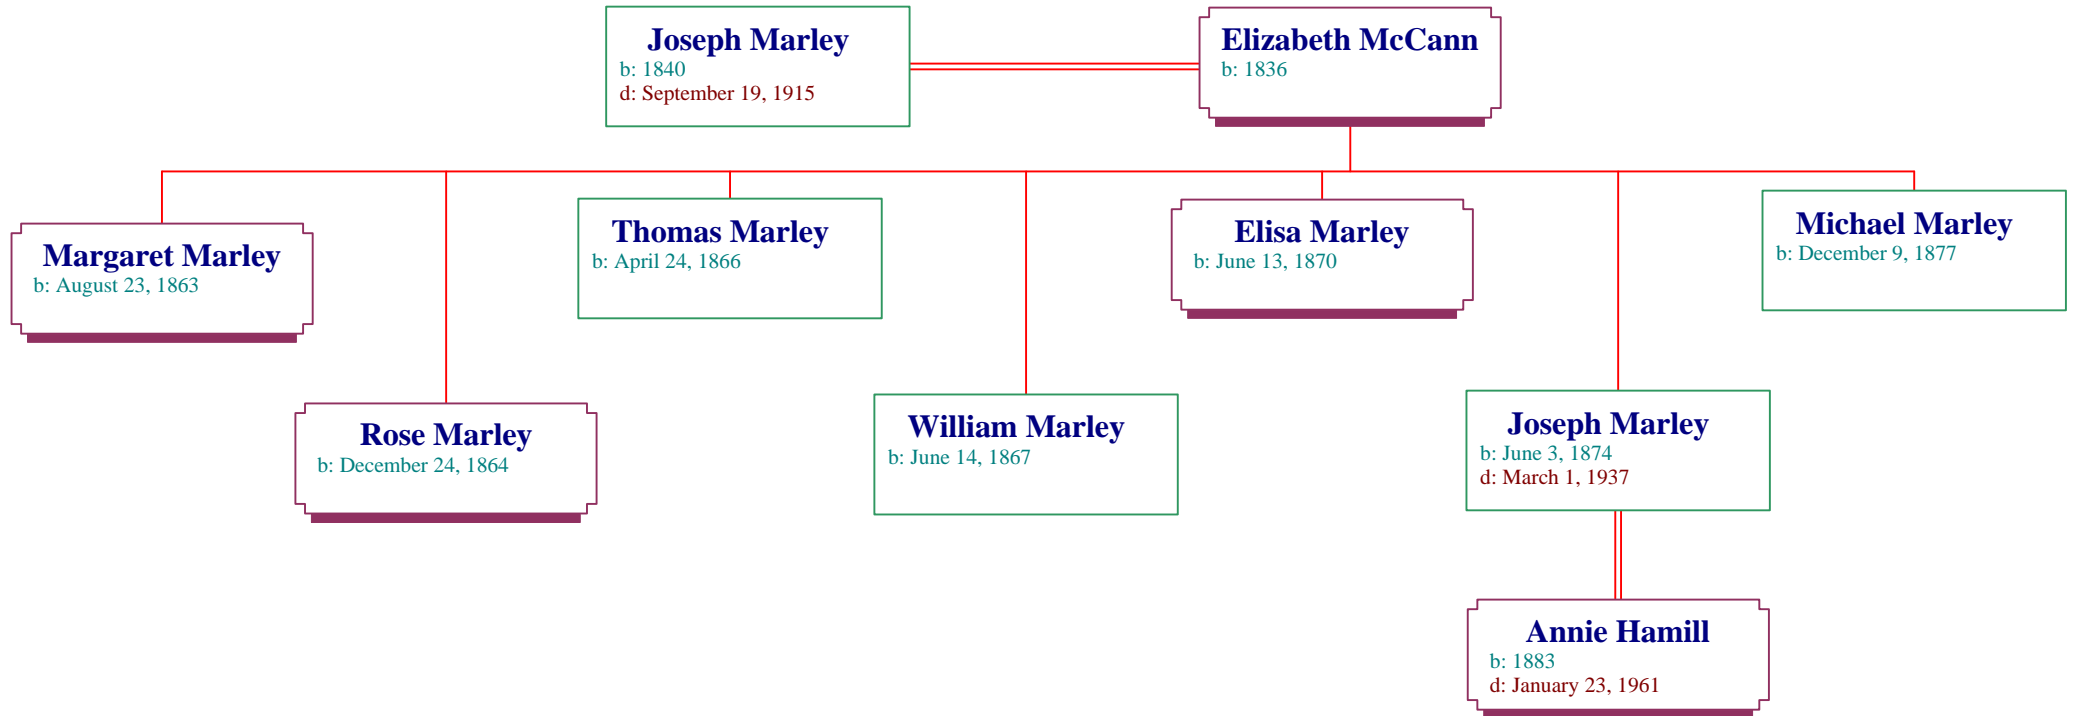 Joseph Marley
b: 1840
d: September 19, 1915
Elizabeth McCann
b: 1836
Margaret Marley
b: August 23, 1863
Rose Marley
b: December 24, 1864
Thomas Marley
b: April 24, 1866
William Marley
b: June 14, 1867
Elisa Marley
b: June 13, 1870
Joseph Marley
b: June 3, 1874
d: March 1, 1937
Michael Marley
b: December 9, 1877
Annie Hamill
b: 1883
d: January 23, 1961